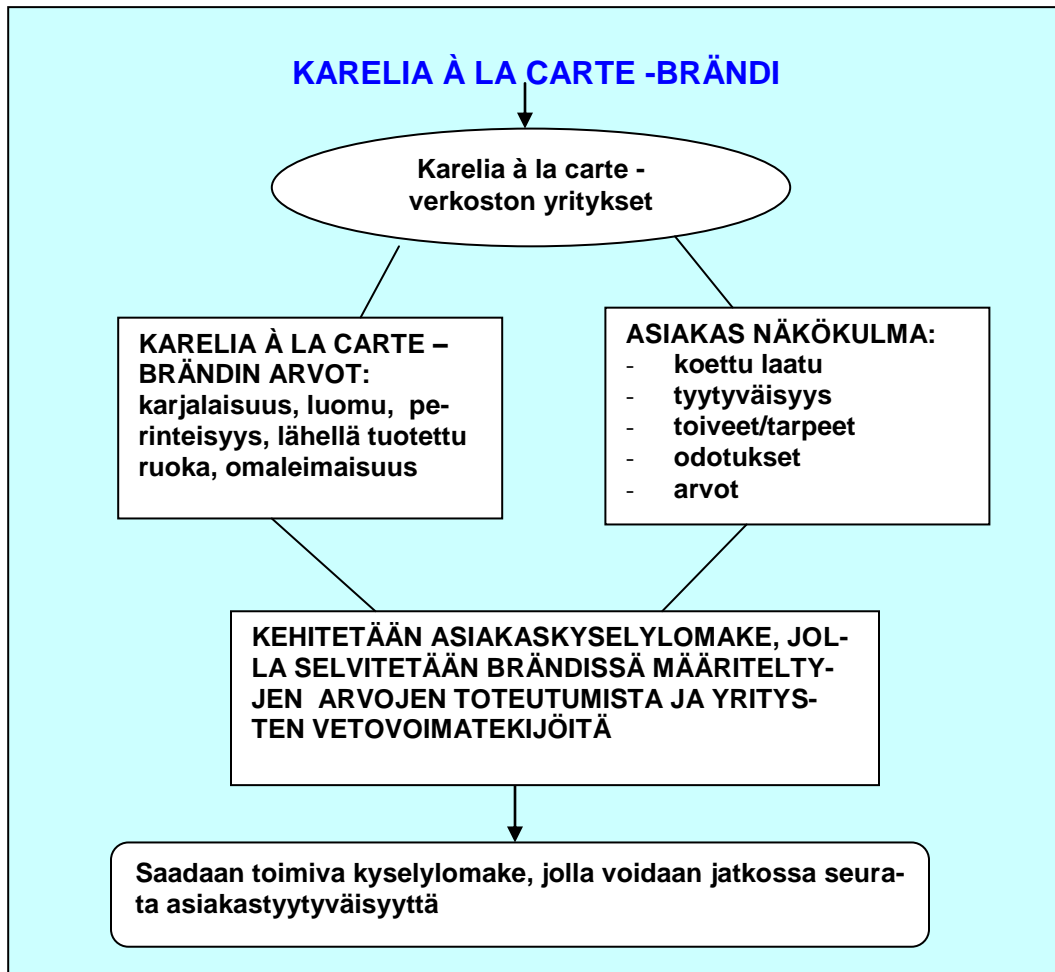 KARELIA À LA CARTE -BRÄNDI
Karelia à la carte -
verkoston yritykset
KARELIA À LA CARTE –
BRÄNDIN ARVOT:
karjalaisuus, luomu, pe-
rinteisyys, lähellä tuotettu
ruoka, omaleimaisuus
ASIAKAS NÄKÖKULMA:
- koettu laatu
- tyytyväisyys
- toiveet/tarpeet
- odotukset
- arvot
KEHITETÄÄN ASIAKASKYSELYLOMAKE, JOL-
LA SELVITETÄÄN BRÄNDISSÄ MÄÄRITELTY-
JEN ARVOJEN TOTEUTUMISTA JA YRITYS-
TEN VETOVOIMATEKIJÖITÄ
Saadaan toimiva kyselylomake, jolla voidaan jatkossa seura-
ta asiakastyytyväisyyttä